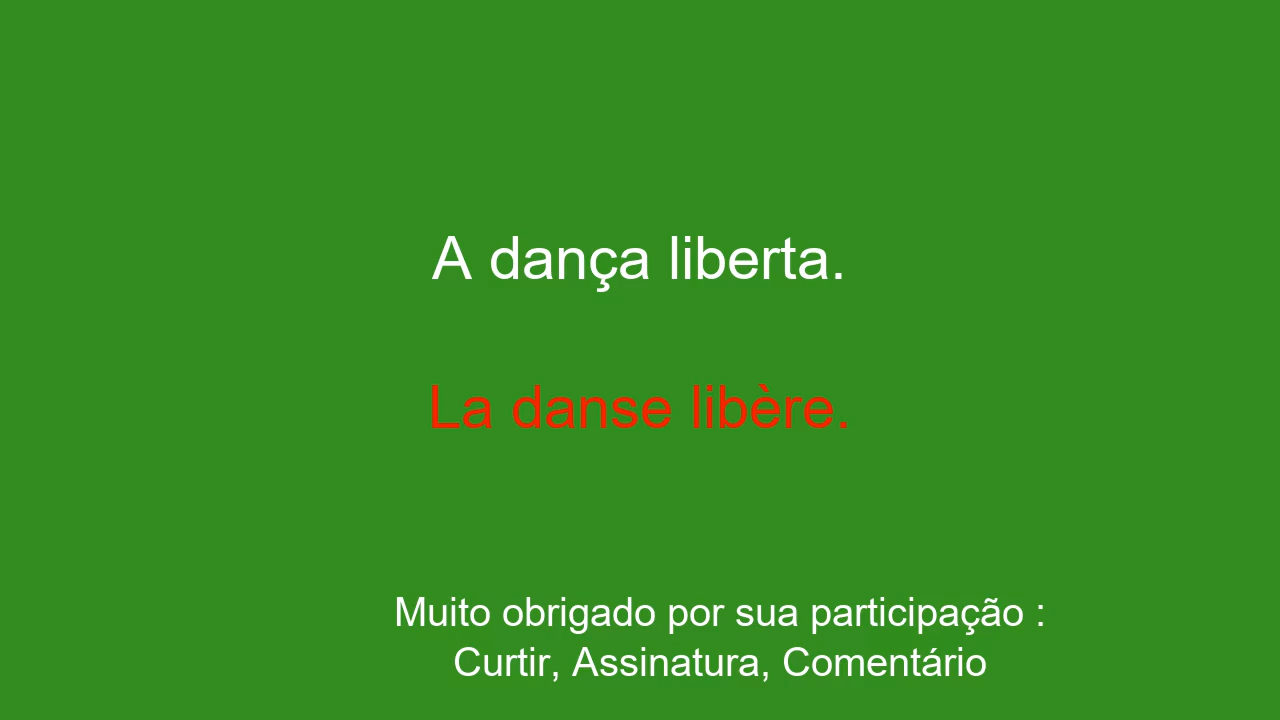 A dança liberta.
La danse libère.
Muito obrigado por sua participação :
Curtir, Assinatura, Comentário